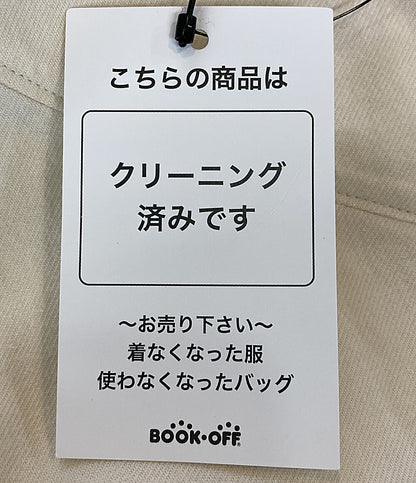 こちらの商品は
クリーニング
済みです
〜お売り下さい〜
着なくなった服
使わなくなったバッグ
BOOK・OFF